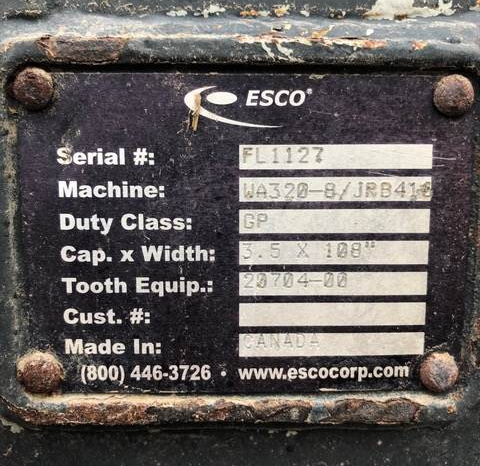 ESCO®
Serial #: FL1127
Machine: WA320-8/JRB416
Duty Class: GP
Cap. x Width: 3.5 X 108"
Tooth Equip.: 20704-00
Cust. #:
Made In: CANADA
(800) 446-3726 • www.escocorp.com